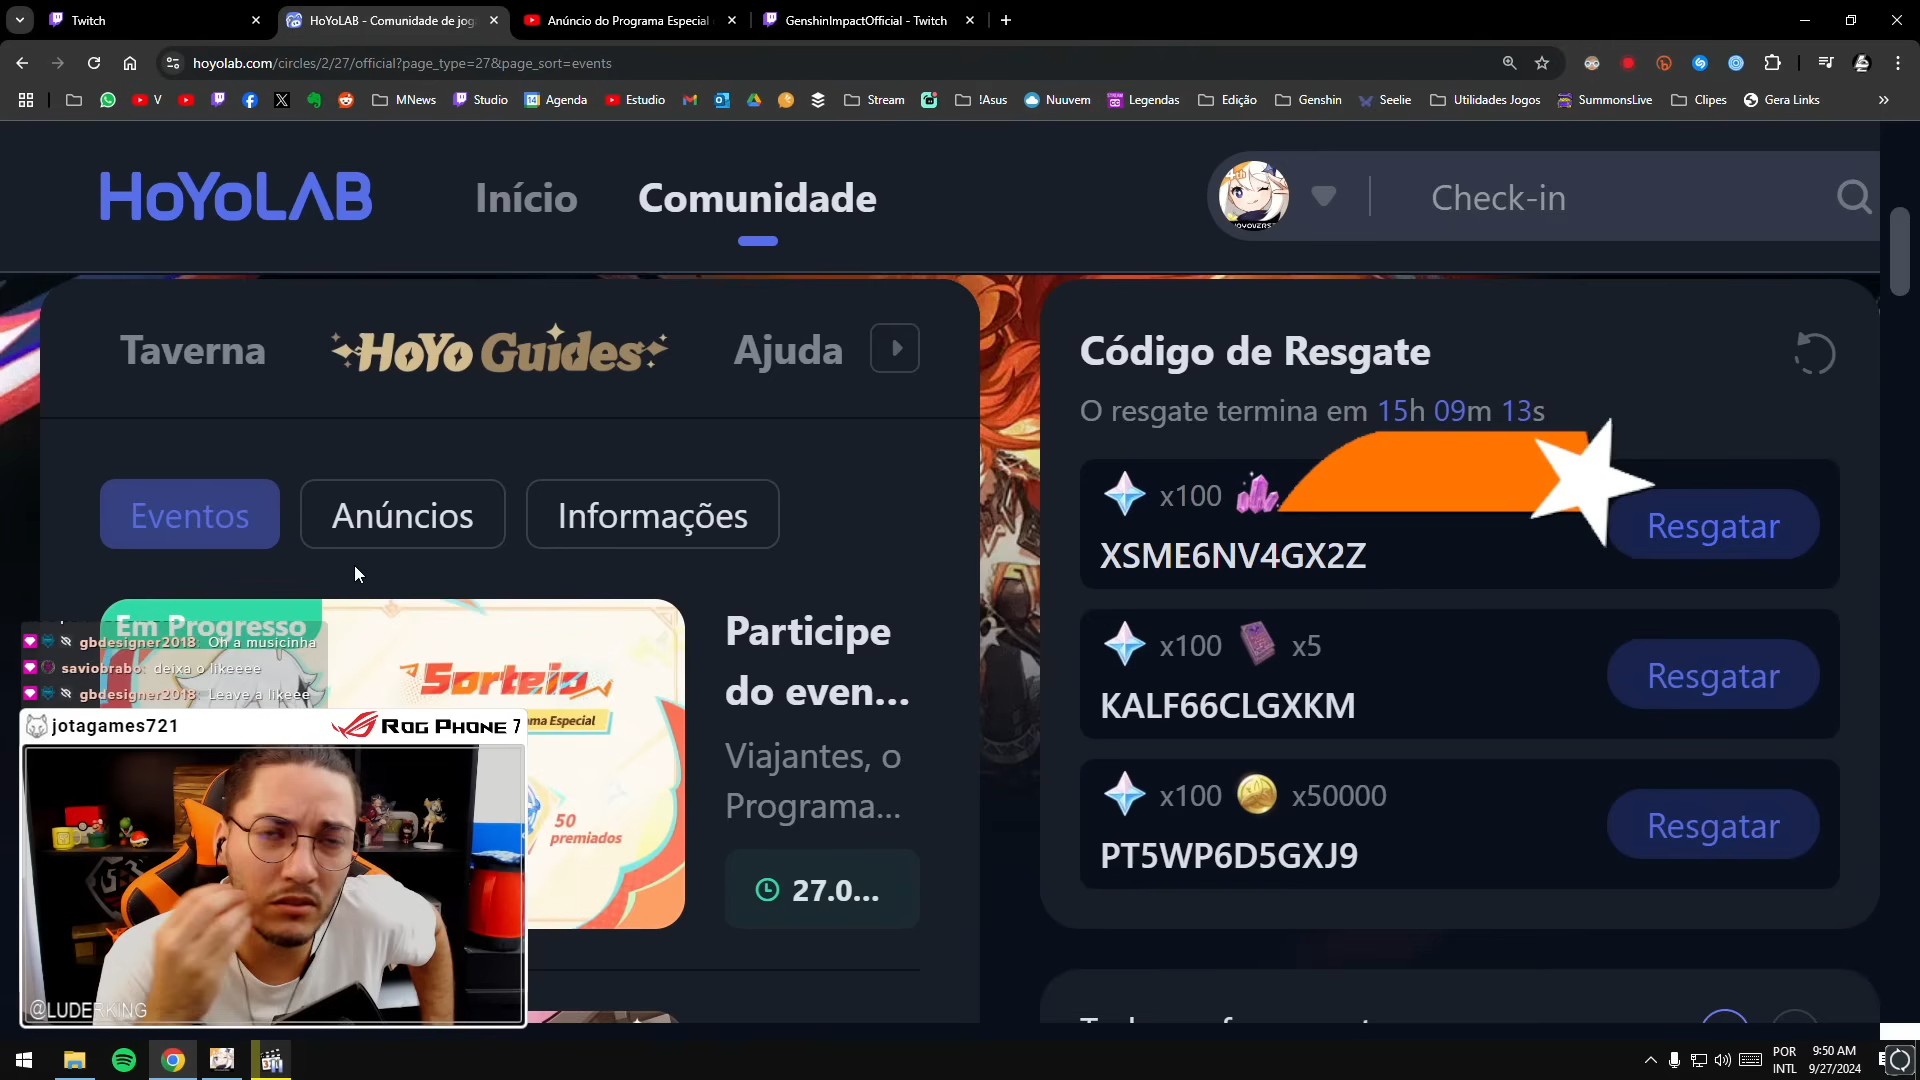 Twitch
HoYoLAB - Comunidade de jog
Anúncio do Programa Especial
GenshinImpactOfficial - Twitch
hoyolab.com/circles/2/27/official?page_type=27&page_sort=events
V
MNews
Studio
Agenda
Estudio
Stream
!Asus
Nuuvem
Legendas
Edição
Genshin
Seelie
Utilidades Jogos
SummonsLive
Clipes
Gera Links
HoYoLAB
Início
Comunidade
Check-in
Taverna
HoYo Guides
Ajuda
Código de Resgate
O resgate termina em 15h 09m 13s
Eventos
Anúncios
Informações
x100
XSME6NV4GX2Z
Resgatar
x100
x5
KALF66CLGXKM
Resgatar
x100
x50000
PT5WP6D5GXJ9
Resgatar
Em Progresso
Sorteio
ma Especial
50
premiados
Participe
do even...
Viajantes, o
Programa...
27.0...
gbdesigner2018: Oh a musicinha
saviobrabo: deixa o likeeee
gbdesigner2018: Leave a likeee
jotagames721
ROG PHONE 7
@LUDERKING
POR
INTL
9:50 AM
9/27/2024